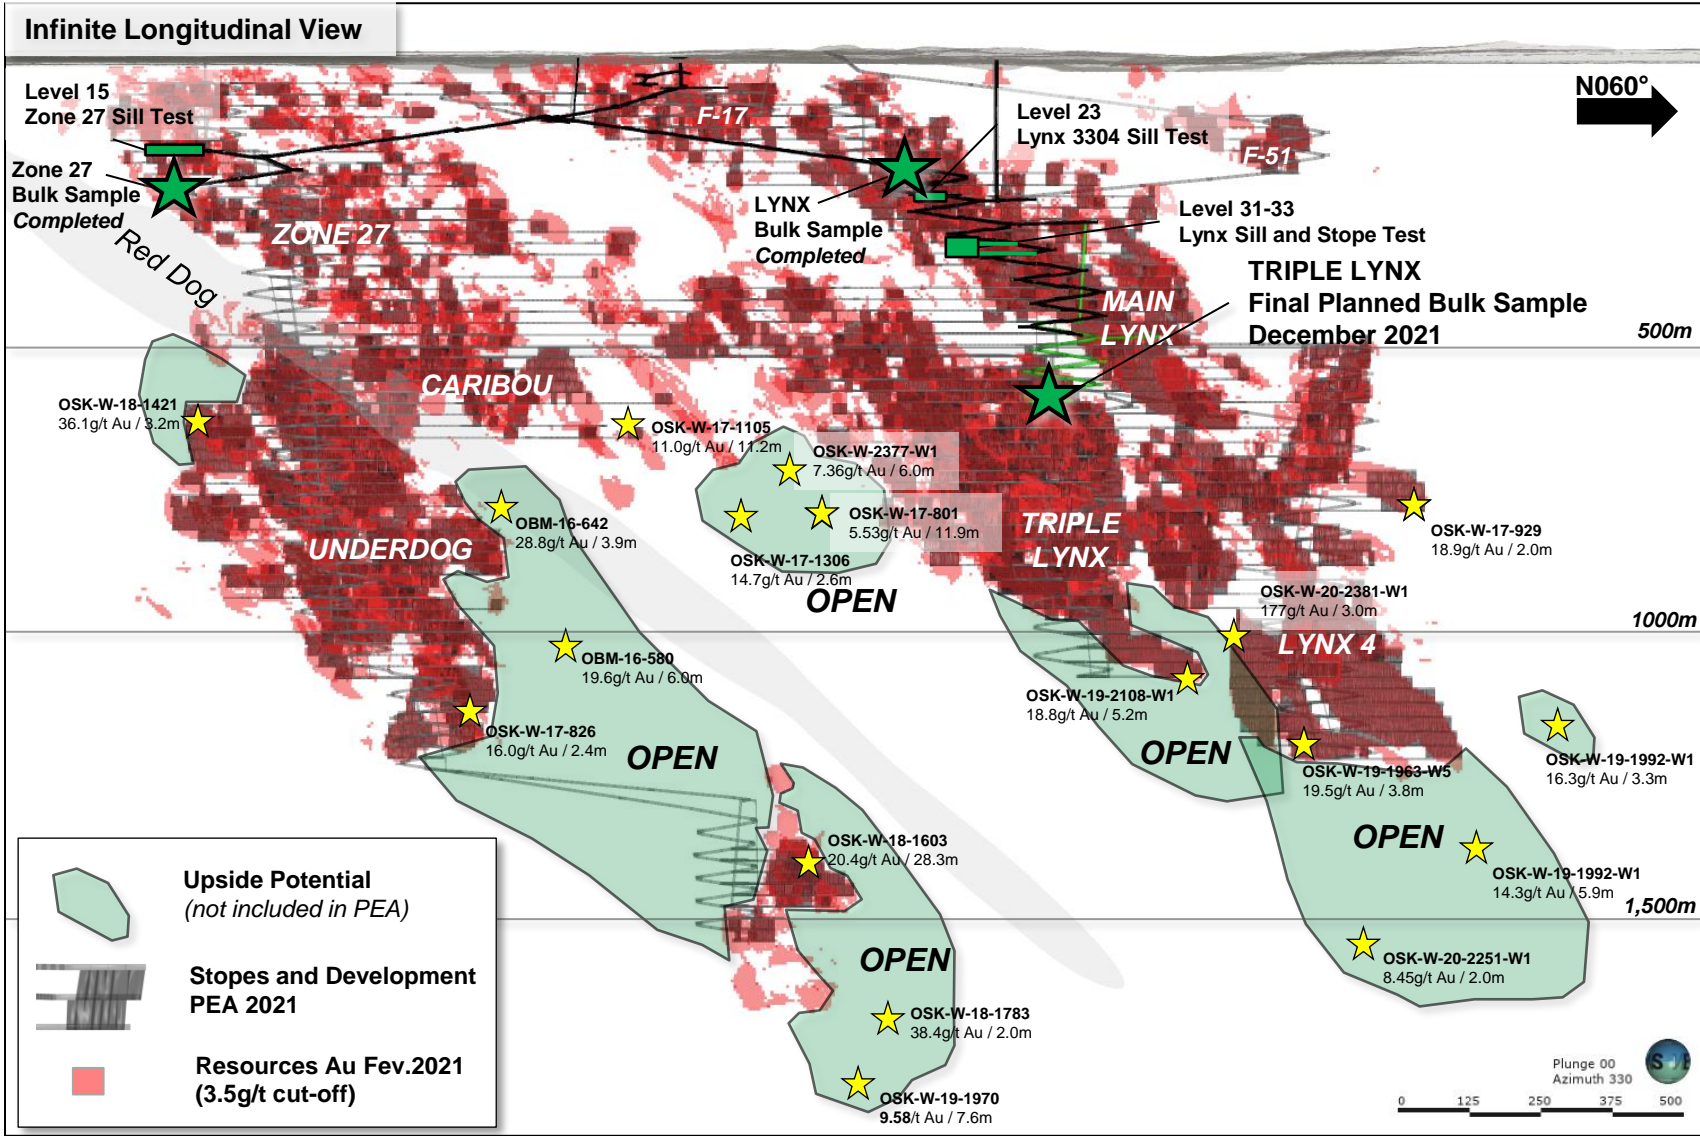 Infinite Longitudinal View
N060°
Level 15
Zone 27 Sill Test
Zone 27
Bulk Sample
Completed
Red Dog
ZONE 27
F-17
F-51
Level 23
Lynx 3304 Sill Test
LYNX
Bulk Sample
Completed
Level 31-33
Lynx Sill and Stope Test
TRIPLE LYNX
Final Planned Bulk Sample
December 2021
MAIN
LYNX
500m
CARIBOU
OSK-W-18-1421
36.1g/t Au / 3.2m
OSK-W-17-1105
11.0g/t Au / 11.2m
OSK-W-2377-W1
7.36g/t Au / 6.0m
OSK-W-17-801
5.53g/t Au / 11.9m
OSK-W-17-1306
14.7g/t Au / 2.6m
OPEN
OBM-16-642
28.8g/t Au / 3.9m
UNDERDOG
TRIPLE
LYNX
OSK-W-17-929
18.9g/t Au / 2.0m
OSK-W-20-2381-W1
177g/t Au / 3.0m
1000m
LYNX 4
OBM-16-580
19.6g/t Au / 6.0m
OSK-W-19-2108-W1
18.8g/t Au / 5.2m
OSK-W-17-826
16.0g/t Au / 2.4m
OPEN
OPEN
OSK-W-19-1963-W5
19.5g/t Au / 3.8m
OSK-W-19-1992-W1
16.3g/t Au / 3.3m
OSK-W-18-1603
20.4g/t Au / 28.3m
OPEN
OSK-W-19-1992-W1
14.3g/t Au / 5.9m
1,500m
OPEN
OSK-W-20-2251-W1
8.45g/t Au / 2.0m
OSK-W-18-1783
38.4g/t Au / 2.0m
OSK-W-19-1970
9.58/t Au / 7.6m
Upside Potential
(not included in PEA)
Stopes and Development
PEA 2021
Resources Au Fev.2021
(3.5g/t cut-off)
Plunge 00
Azimuth 330
0 125 250 375 500